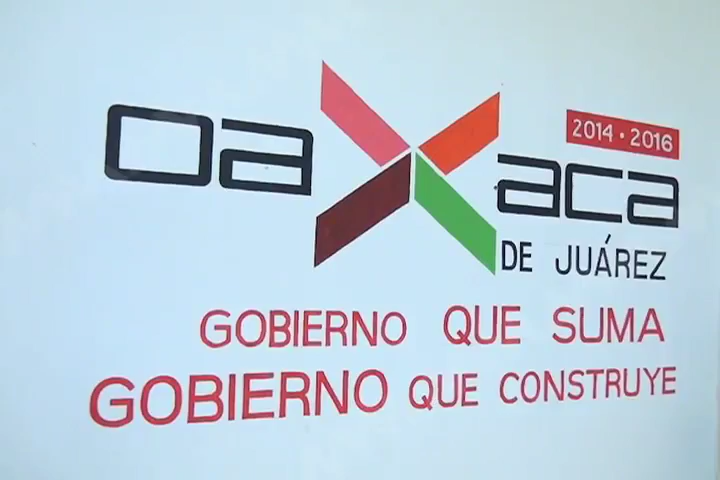 oaxaca
2014 • 2016
DE JUÁREZ
GOBIERNO QUE SUMA
GOBIERNO QUE CONSTRUYE